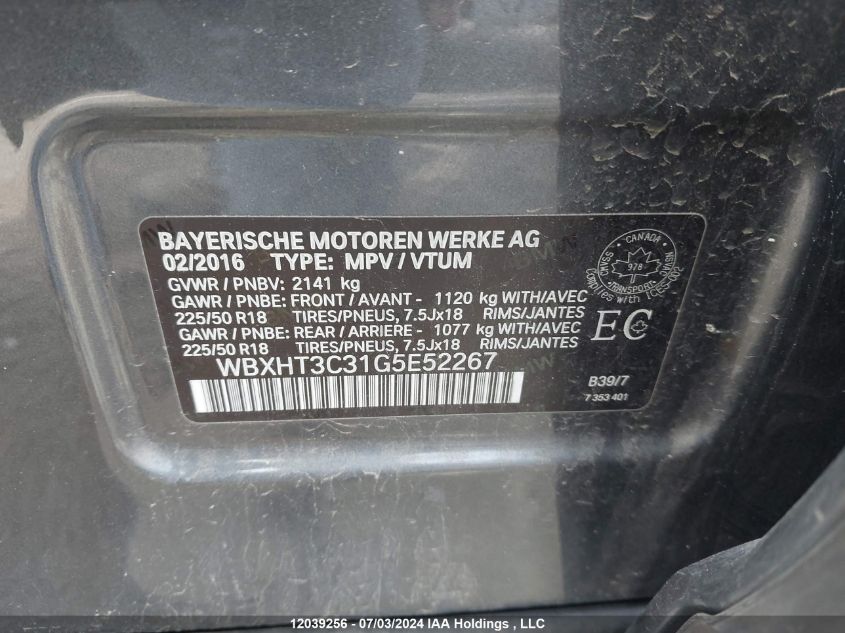 BAYERISCHE MOTOREN WERKE AG
02/2016 TYPE: MPV / VTUM
GVWR / PNBV: 2141 kg
GAWR / PNBE: FRONT / AVANT - 1120 kg WITH/AVEC
225/50 R18 TIRES/PNEUS, 7.5Jx18 RIMS/JANTES
GAWR / PNBE: REAR / ARRIERE - 1077 kg WITH/AVEC
225/50 R18 TIRES/PNEUS, 7.5Jx18 RIMS/JANTES
WBXHT3C31G5E52267
CANADA
978
TRANSPORT
Complies with
EC
B39/7
7 353 401
12039256 - 07/03/2024 IAA Holdings , LLC